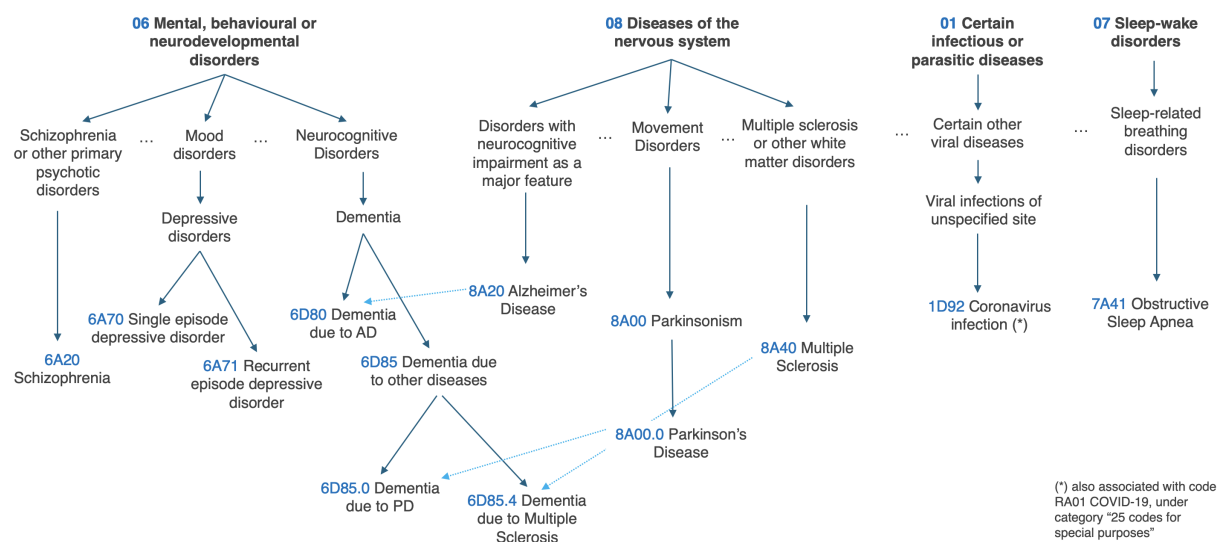 06 Mental, behavioural or
neurodevelopmental
disorders
08 Diseases of the
nervous system
01 Certain
infectious or
parasitic diseases
07 Sleep-wake
disorders
Schizophrenia
or other primary
psychotic
disorders
...
Mood
disorders
...
Neurocognitive
Disorders
Disorders with
neurocognitive
impairment as a
major feature
...
Movement
Disorders
...
Multiple sclerosis
or other white
matter disorders
...
Certain other
viral diseases
...
Sleep-related
breathing
disorders
Depressive
disorders
Dementia
Viral infections of
unspecified site
6A70 Single episode
depressive disorder
6D80 Dementia
due to AD
8A20 Alzheimer's
Disease
8A00 Parkinsonism
1D92 Coronavirus
infection (*)
7A41 Obstructive
Sleep Apnea
6A20
Schizophrenia
6A71 Recurrent
episode depressive
disorder
6D85 Dementia due
to other diseases
8A40 Multiple
Sclerosis
8A00.0 Parkinson's
Disease
6D85.0 Dementia
due to PD
6D85.4 Dementia
due to Multiple
Sclerosis
(*) also associated with code
RA01 COVID-19, under
category “25 codes for
special purposes”